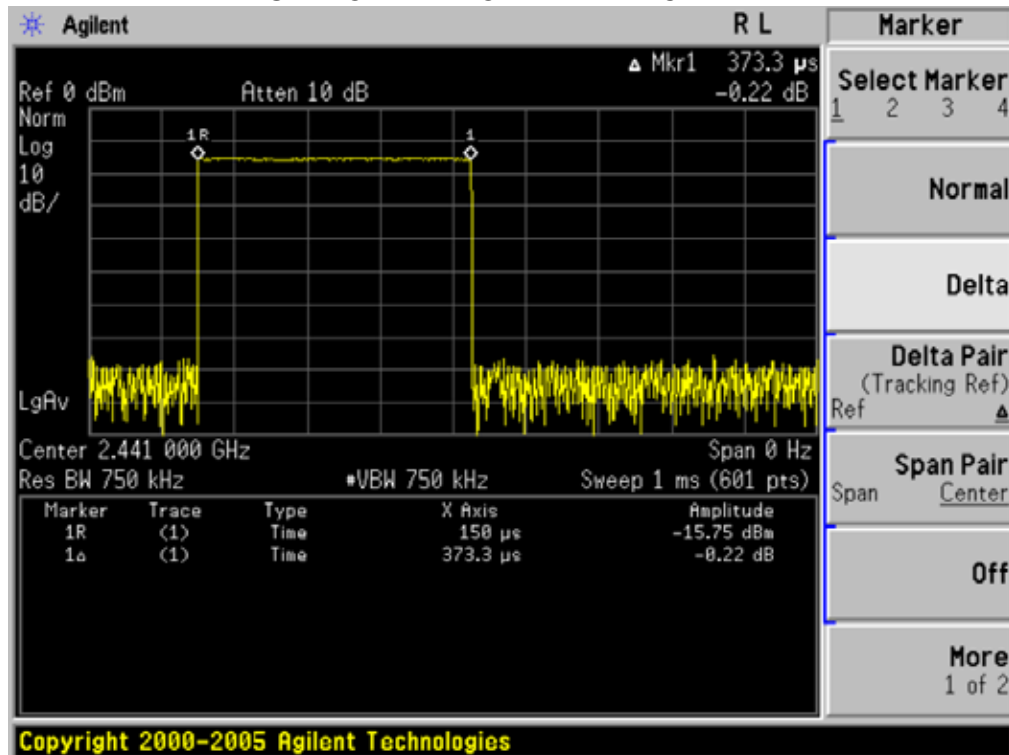 Agilent R L
Marker
▵ Mkr1 373.3 µs
Ref 0 dBm Atten 10 dB -0.22 dB
Norm
Log
10
dB/
1R
1
LgAv
Center 2.441 000 GHz Span 0 Hz
Res BW 750 kHz #VBW 750 kHz Sweep 1 ms (601 pts)
Marker Trace Type X Axis Amplitude
1R (1) Time 150 µs -15.75 dBm
1▵ (1) Time 373.3 µs -0.22 dB
Select Marker
1 2 3 4
Normal
Delta
Delta Pair
(Tracking Ref)
Ref ▵
Span Pair
Span Center
Off
More
1 of 2
Copyright 2000-2005 Agilent Technologies